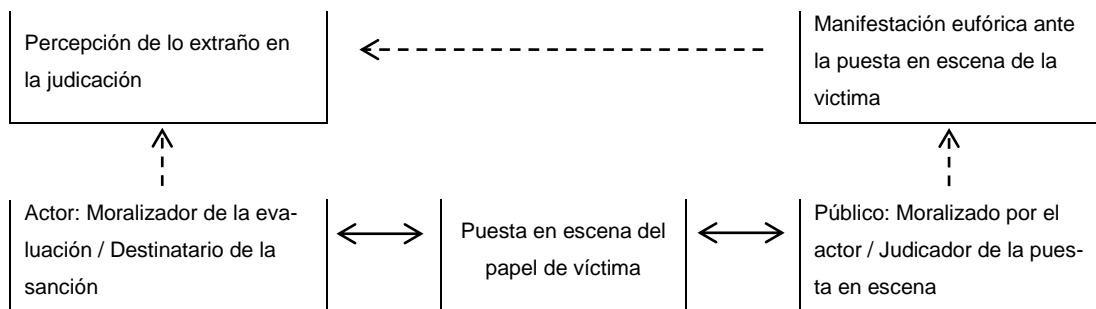 Percepción de lo extraño en
la judicación
Manifestación eufórica ante
la puesta en escena de la
victima
Actor: Moralizador de la eva-
luación / Destinatario de la
sanción
Puesta en escena del
papel de víctima
Público: Moralizado por el
actor / Judicador de la pues-
ta en escena